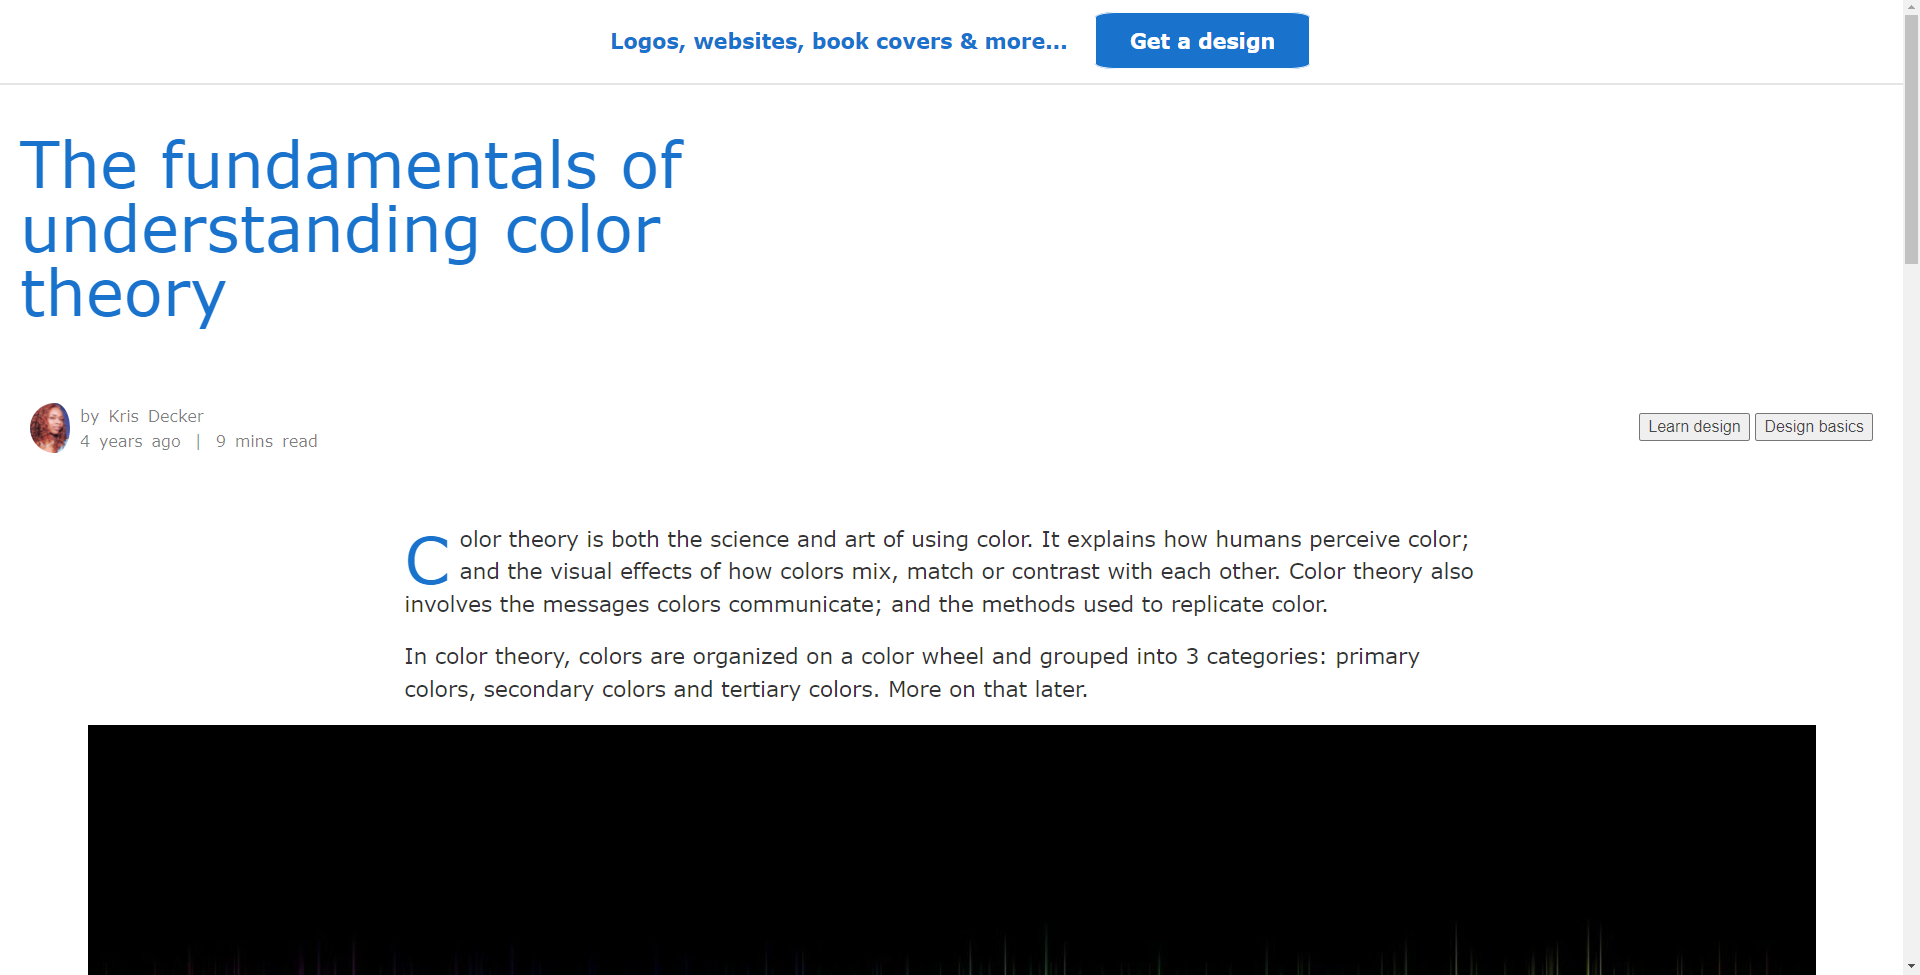 Logos, websites, book covers & more...
Get a design
The fundamentals of
understanding color
theory
by Kris Decker
4 years ago | 9 mins read
Learn design
Design basics
Color theory is both the science and art of using color. It explains how humans perceive color;
and the visual effects of how colors mix, match or contrast with each other. Color theory also
involves the messages colors communicate; and the methods used to replicate color.
In color theory, colors are organized on a color wheel and grouped into 3 categories: primary
colors, secondary colors and tertiary colors. More on that later.